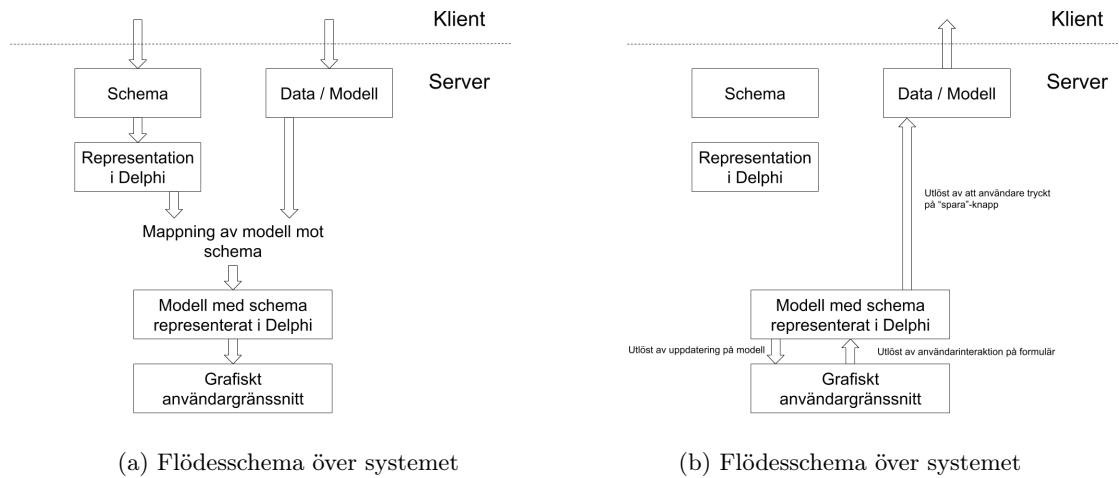 Klient
Server
Schema
Data / Modell
Representation
i Delphi
Mappning av modell mot
schema
Modell med schema
representerat i Delphi
Grafiskt
användargränssnitt
(a) Flödesschema över systemet
Klient
Server
Schema
Data / Modell
Representation
i Delphi
Utlöst av att användare tryckt
på “spara”-knapp
Modell med schema
representerat i Delphi
Utlöst av uppdatering på modell
Utlöst av användarinteraktion på formulär
Grafiskt
användargränssnitt
(b) Flödesschema över systemet